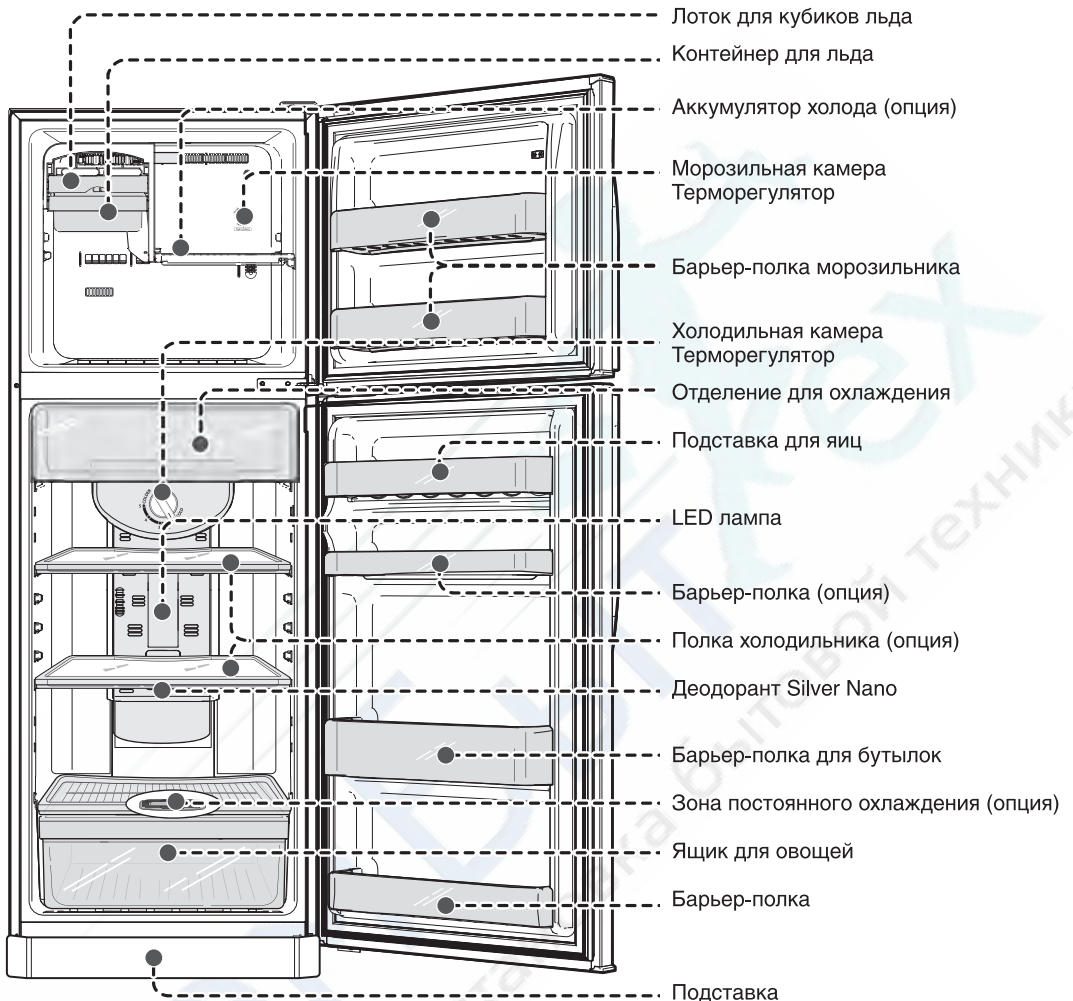 Лоток для кубиков льда
Контейнер для льда
Аккумулятор холода (опция)
Морозильная камера
Терморегулятор
Барьер-полка морозильника
Холодильная камера
Терморегулятор
Отделение для охлаждения
Подставка для яиц
LED лампа
Барьер-полка (опция)
Полка холодильника (опция)
Деодорант Silver Nano
Барьер-полка для бутылок
Зона постоянного охлаждения (опция)
Ящик для овощей
Барьер-полка
Подставка